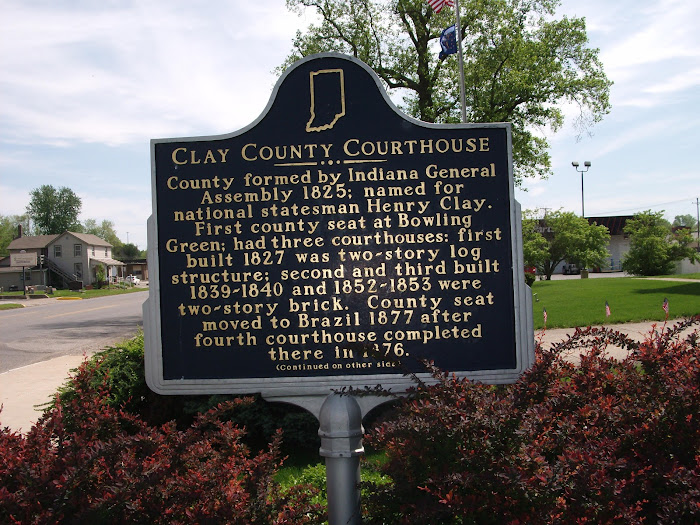 CLAY COUNTY COURTHOUSE
County formed by Indiana General
Assembly 1825; named for
national statesman Henry Clay.
First county seat at Bowling
Green; had three courthouses: first
built 1827 was two-story log
structure; second and third built
1839-1840 and 1852-1853 were
two-story brick. County seat
moved to Brazil 1877 after
fourth courthouse completed
there in 1876.
(Continued on other side)